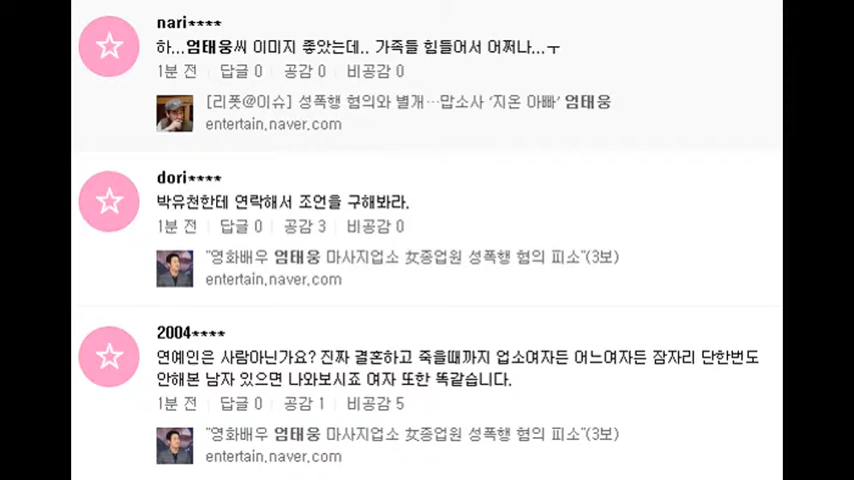 nari****
하...엄태웅씨 이미지 좋았는데.. 가족들 힘들어서 어쩌나...ㅜ
1분 전 답글 0 공감 0 비공감 0
[리폿@이슈] 성폭행 혐의와 별개…맙소사 '지온 아빠' 엄태웅
entertain.naver.com
dori****
박유천한테 연락해서 조언을 구해봐라.
1분 전 답글 0 공감 3 비공감 0
"영화배우 엄태웅 마사지업소 女종업원 성폭행 혐의 피소"(3보)
entertain.naver.com
2004****
연예인은 사람아닌가요? 진짜 결혼하고 죽을때까지 업소여자든 어느여자든 잠자리 단한번도
안해본 남자 있으면 나와보시죠 여자 또한 똑같습니다.
1분 전 답글 0 공감 1 비공감 5
"영화배우 엄태웅 마사지업소 女종업원 성폭행 혐의 피소"(3보)
entertain.naver.com